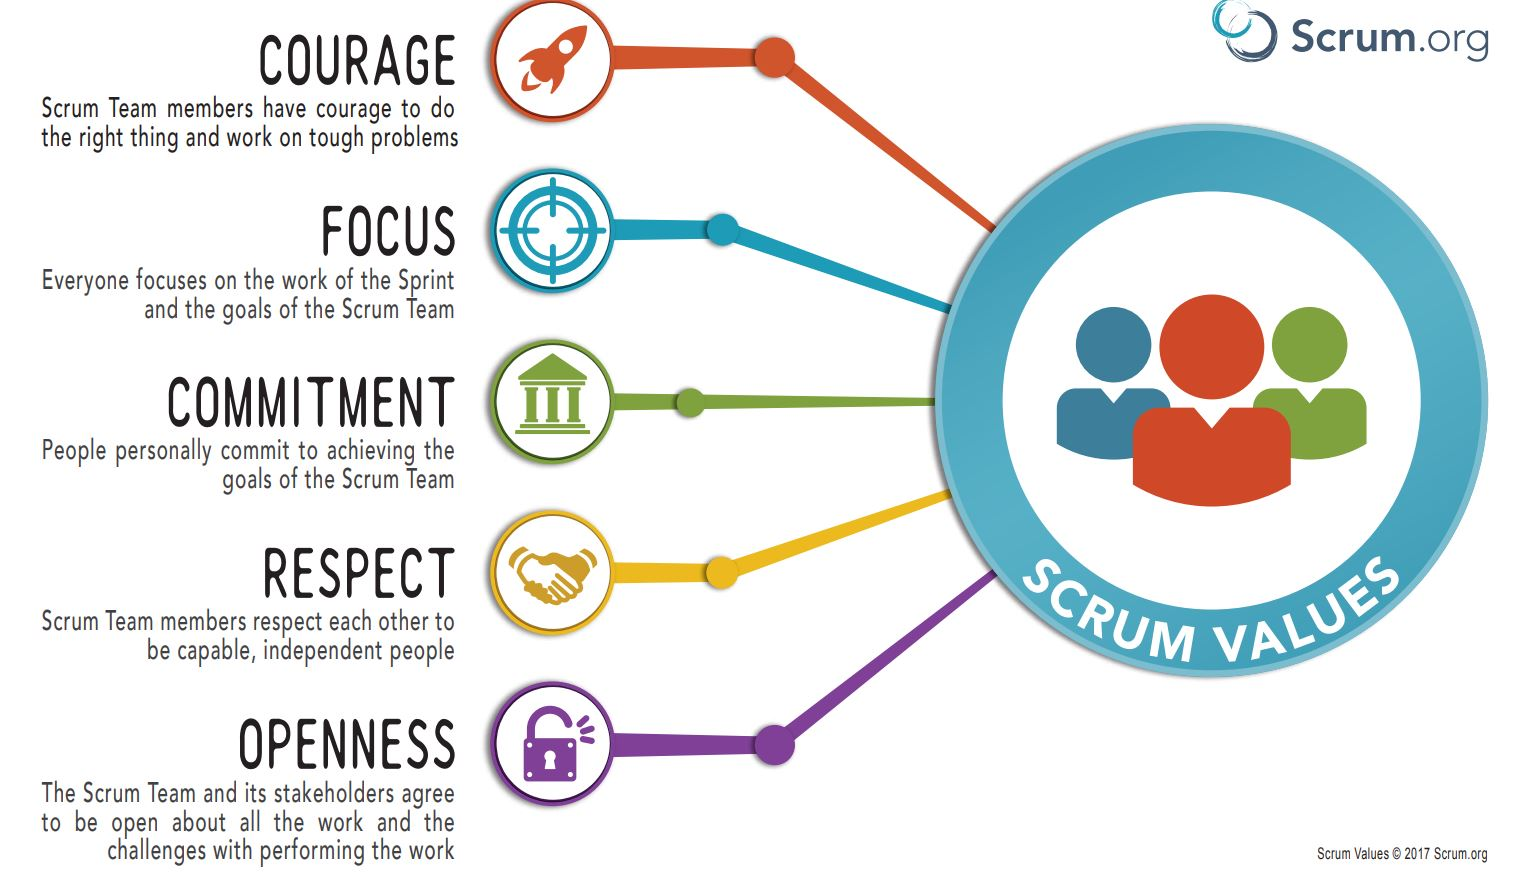 Scrum.org
COURAGE
Scrum Team members have courage to do
the right thing and work on tough problems
FOCUS
Everyone focuses on the work of the Sprint
and the goals of the Scrum Team
COMMITMENT
People personally commit to achieving the
goals of the Scrum Team
RESPECT
Scrum Team members respect each other to
be capable, independent people
OPENNESS
The Scrum Team and its stakeholders agree
to be open about all the work and the
challenges with performing the work
SCRUM VALUES
Scrum Values © 2017 Scrum.org